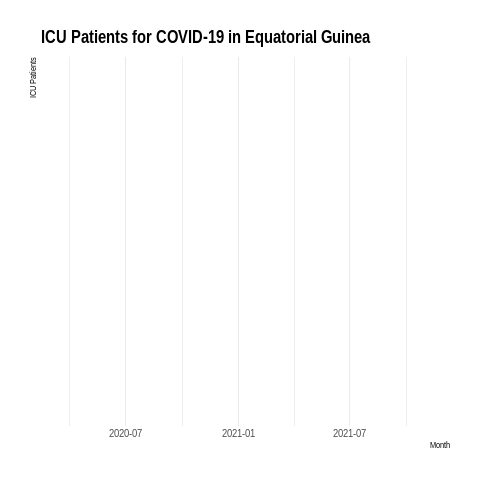 ICU Patients for COVID-19 in Equatorial Guinea
ICU Patients
2020-07
2021-01
2021-07
Month